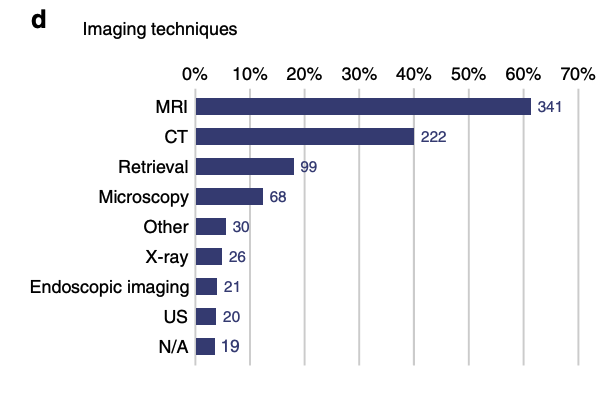 d
Imaging techniques
0% 10% 20% 30% 40% 50% 60% 70%
MRI 341
CT 222
Retrieval 99
Microscopy 68
Other 30
X-ray 26
Endoscopic imaging 21
US 20
N/A 19